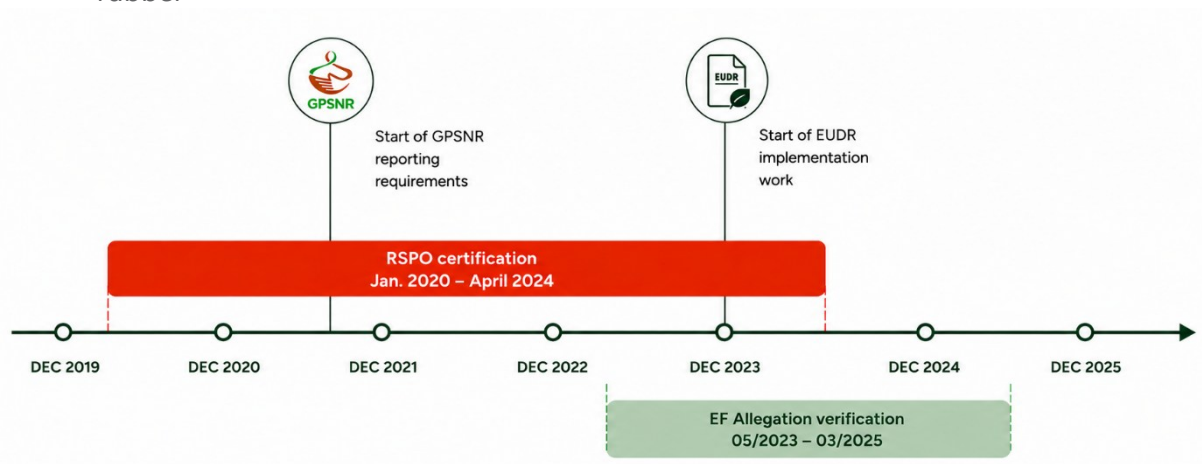 GPSNR
EUDR
Start of GPSNR
reporting
requirements
Start of EUDR
implementation
work
RSPO certification
Jan. 2020 – April 2024
DEC 2019
DEC 2020
DEC 2021
DEC 2022
DEC 2023
DEC 2024
DEC 2025
EF Allegation verification
05/2023 – 03/2025